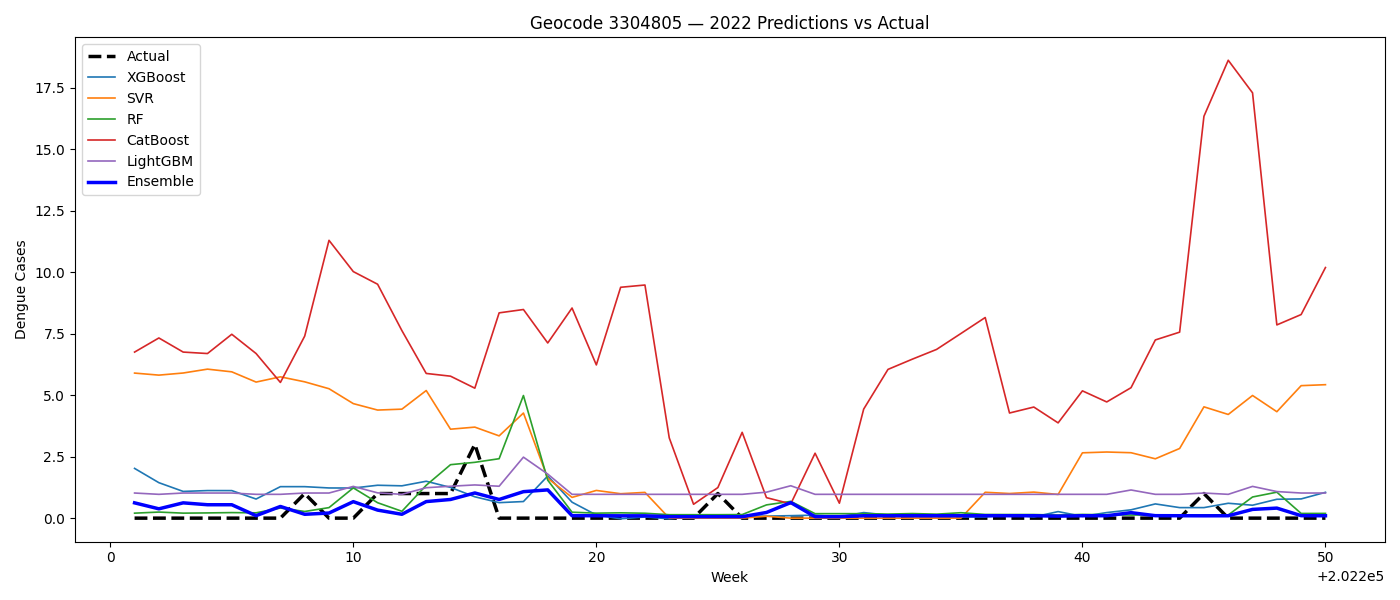 Geocode 3304805 — 2022 Predictions vs Actual
Actual
XGBoost
SVR
RF
CatBoost
LightGBM
Ensemble
Dengue Cases
17.5
15.0
12.5
10.0
7.5
5.0
2.5
0.0
0 10 20 30 40 50
Week
+2.022e5